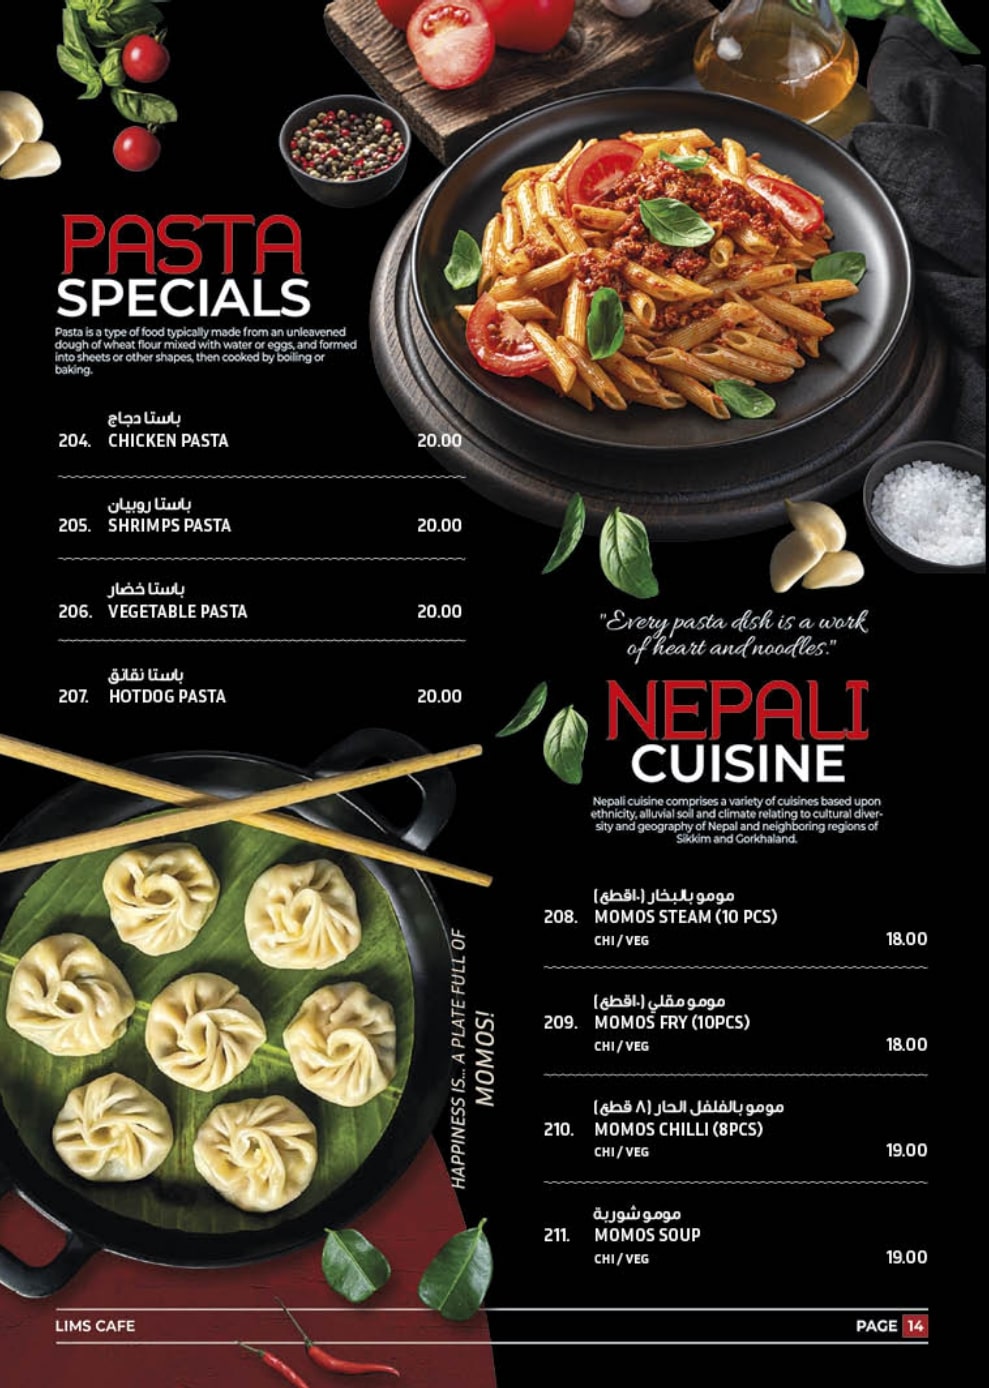 PASTA
SPECIALS
Pasta is a type of food typically made from an unleavened
dough of wheat flour mixed with water or eggs, and formed
into sheets or other shapes, then cooked by boiling or
baking.
باستا دجاج
204. CHICKEN PASTA 20.00
باستا روبيان
205. SHRIMPS PASTA 20.00
باستا خضار
206. VEGETABLE PASTA 20.00
باستا نقانق
207. HOTDOG PASTA 20.00
"Every pasta dish is a work
of heart and noodles."
NEPALI
CUISINE
Nepali cuisine comprises a variety of cuisines based upon
ethnicity, alluvial soil and climate relating to cultural diver-
sity and geography of Nepal and neighboring regions of
Sikkim and Gorkhaland.
مومو بالبخار (١٠قطع)
208. MOMOS STEAM (10 PCS)
CHI / VEG 18.00
مومو مقلي (١٠قطع)
209. MOMOS FRY (10PCS)
CHI / VEG 18.00
مومو بالفلفل الحار (٨ قطع)
210. MOMOS CHILLI (8PCS)
CHI / VEG 19.00
مومو شوربة
211. MOMOS SOUP
CHI / VEG 19.00
HAPPINESS IS... A PLATE FULL OF
MOMOS!
LIMS CAFE PAGE 14